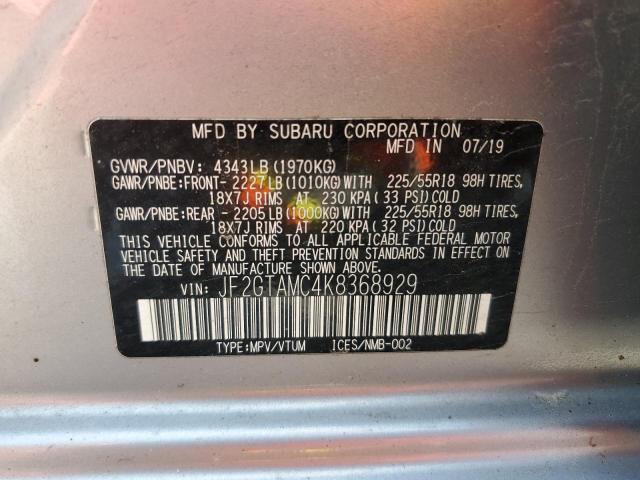 MFD BY SUBARU CORPORATION
MFD IN 07/19
GVWR/PNBV: 4343LB(1970KG)
GAWR/PNBE:FRONT- 2227LB(1010KG)WITH 225/55R18 98H TIRES,
18X7J RIMS AT 230 KPA(33 PSI)COLD
GAWR/PNBE:REAR - 2205LB(1000KG)WITH 225/55R18 98H TIRES,
18X7J RIMS AT 220 KPA(32 PSI)COLD
THIS VEHICLE CONFORMS TO ALL APPLICABLE FEDERAL MOTOR
VEHICLE SAFETY AND THEFT PREVENTION STANDARDS IN EFFECT ON
THE DATE OF MANUFACTURE SHOWN ABOVE.
VIN: JF2GTAMC4K8368929
TYPE:MPV/VTUM ICES/NMB-002